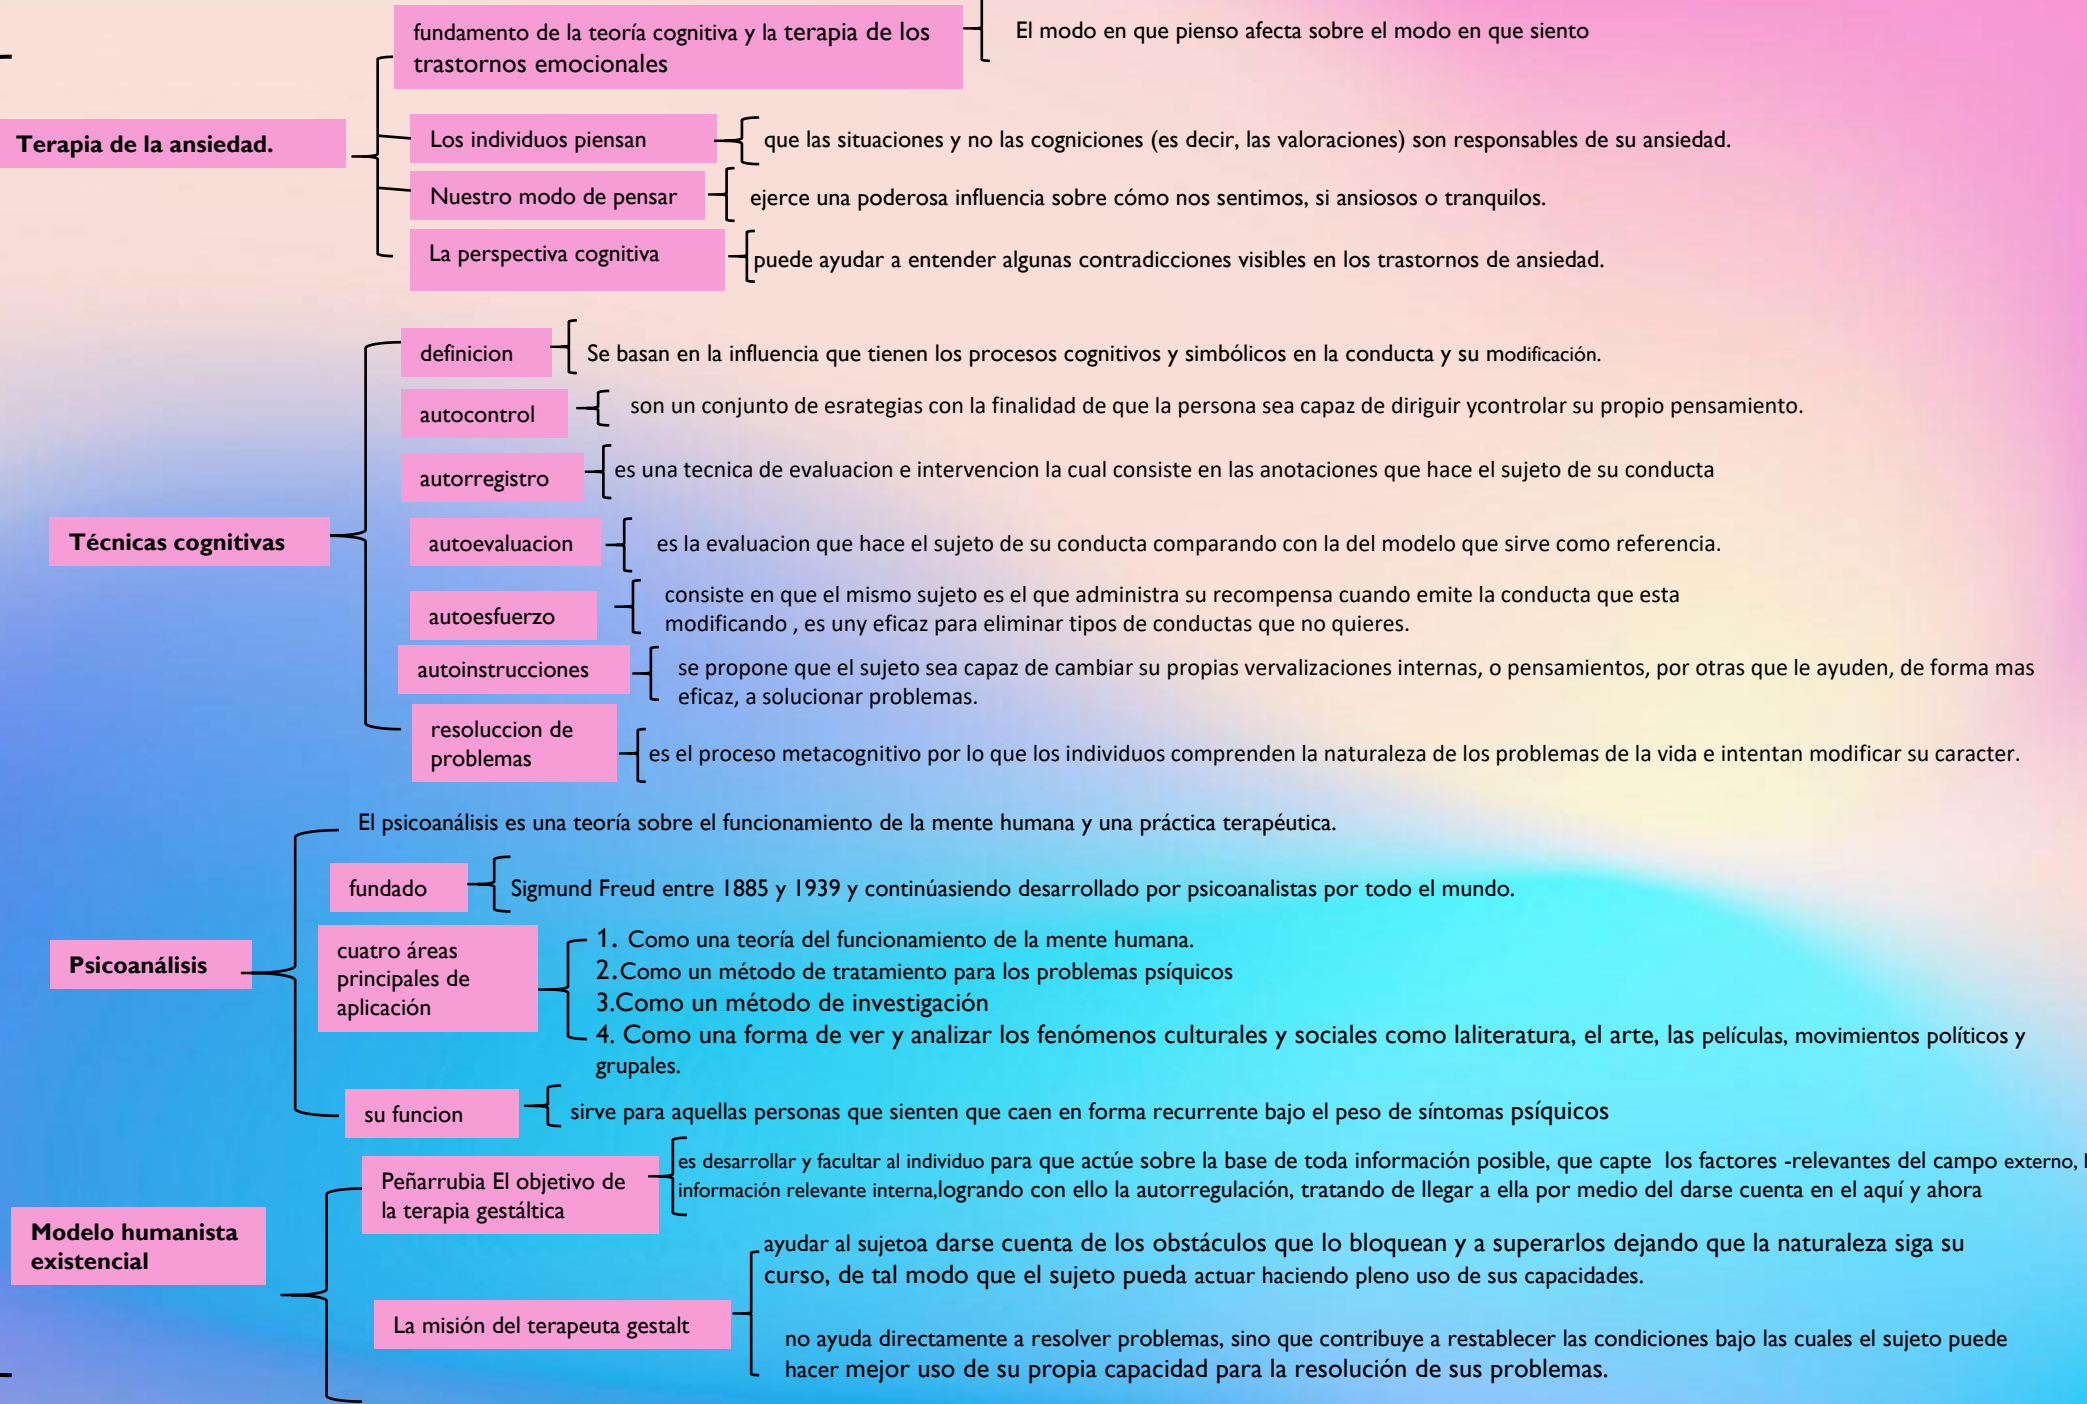 fundamento de la teoría cognitiva y la terapia de los
trastornos emocionales
El modo en que pienso afecta sobre el modo en que siento
Terapia de la ansiedad.
Los individuos piensan
que las situaciones y no las cogniciones (es decir, las valoraciones) son responsables de su ansiedad.
Nuestro modo de pensar
ejerce una poderosa influencia sobre cómo nos sentimos, si ansiosos o tranquilos.
La perspectiva cognitiva
puede ayudar a entender algunas contradicciones visibles en los trastornos de ansiedad.
Técnicas cognitivas
definicion
Se basan en la influencia que tienen los procesos cognitivos y simbólicos en la conducta y su modificación.
autocontrol
son un conjunto de esrategias con la finalidad de que la persona sea capaz de diriguir ycontrolar su propio pensamiento.
autorregistro
es una tecnica de evaluacion e intervencion la cual consiste en las anotaciones que hace el sujeto de su conducta
autoevaluacion
es la evaluacion que hace el sujeto de su conducta comparando con la del modelo que sirve como referencia.
autoesfuerzo
consiste en que el mismo sujeto es el que administra su recompensa cuando emite la conducta que esta
modificando , es uny eficaz para eliminar tipos de conductas que no quieres.
autoinstrucciones
se propone que el sujeto sea capaz de cambiar su propias vervalizaciones internas, o pensamientos, por otras que le ayuden, de forma mas
eficaz, a solucionar problemas.
resoluccion de
problemas
es el proceso metacognitivo por lo que los individuos comprenden la naturaleza de los problemas de la vida e intentan modificar su caracter.
Psicoanálisis
El psicoanálisis es una teoría sobre el funcionamiento de la mente humana y una práctica terapéutica.
fundado
Sigmund Freud entre 1885 y 1939 y continúasiendo desarrollado por psicoanalistas por todo el mundo.
cuatro áreas
principales de
aplicación
1. Como una teoría del funcionamiento de la mente humana.
2.Como un método de tratamiento para los problemas psíquicos
3.Como un método de investigación
4. Como una forma de ver y analizar los fenómenos culturales y sociales como laliteratura, el arte, las películas, movimientos políticos y
grupales.
su funcion
sirve para aquellas personas que sienten que caen en forma recurrente bajo el peso de síntomas psíquicos
Modelo humanista
existencial
Peñarrubia El objetivo de
la terapia gestáltica
es desarrollar y facultar al individuo para que actúe sobre la base de toda información posible, que capte los factores -relevantes del campo externo,
información relevante interna,logrando con ello la autorregulación, tratando de llegar a ella por medio del darse cuenta en el aquí y ahora
La misión del terapeuta gestalt
ayudar al sujetoa darse cuenta de los obstáculos que lo bloquean y a superarlos dejando que la naturaleza siga su
curso, de tal modo que el sujeto pueda actuar haciendo pleno uso de sus capacidades.
no ayuda directamente a resolver problemas, sino que contribuye a restablecer las condiciones bajo las cuales el sujeto puede
hacer mejor uso de su propia capacidad para la resolución de sus problemas.